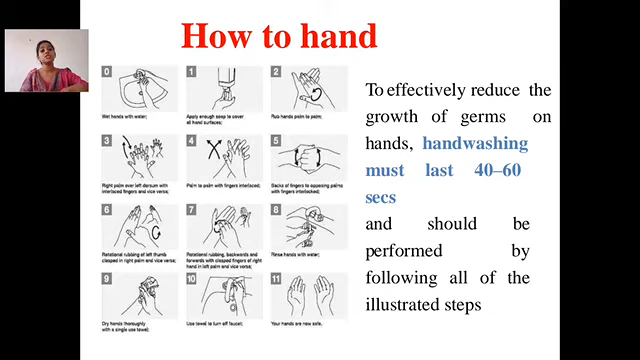 How to hand
0
Wet hands with water;
1
Apply enough soap to cover
all hand surfaces;
2
Rub hands palm to palm;
3
Right palm over left dorsum with
interlaced fingers and vice versa;
4
Palm to palm with fingers interlaced;
5
Backs of fingers to opposing palms
with fingers interlocked;
6
Rotational rubbing of left thumb
clasped in right palm and vice versa;
7
Rotational rubbing, backwards and
forwards with clasped fingers of right
hand in left palm and vice versa;
8
Rinse hands with water;
9
Dry hands thoroughly
with a single use towel;
10
Use towel to turn off faucet;
11
Your hands are now safe.
To effectively reduce the
growth of germs on
hands, handwashing
must last 40–60
secs
and should be
performed by
following all of the
illustrated steps